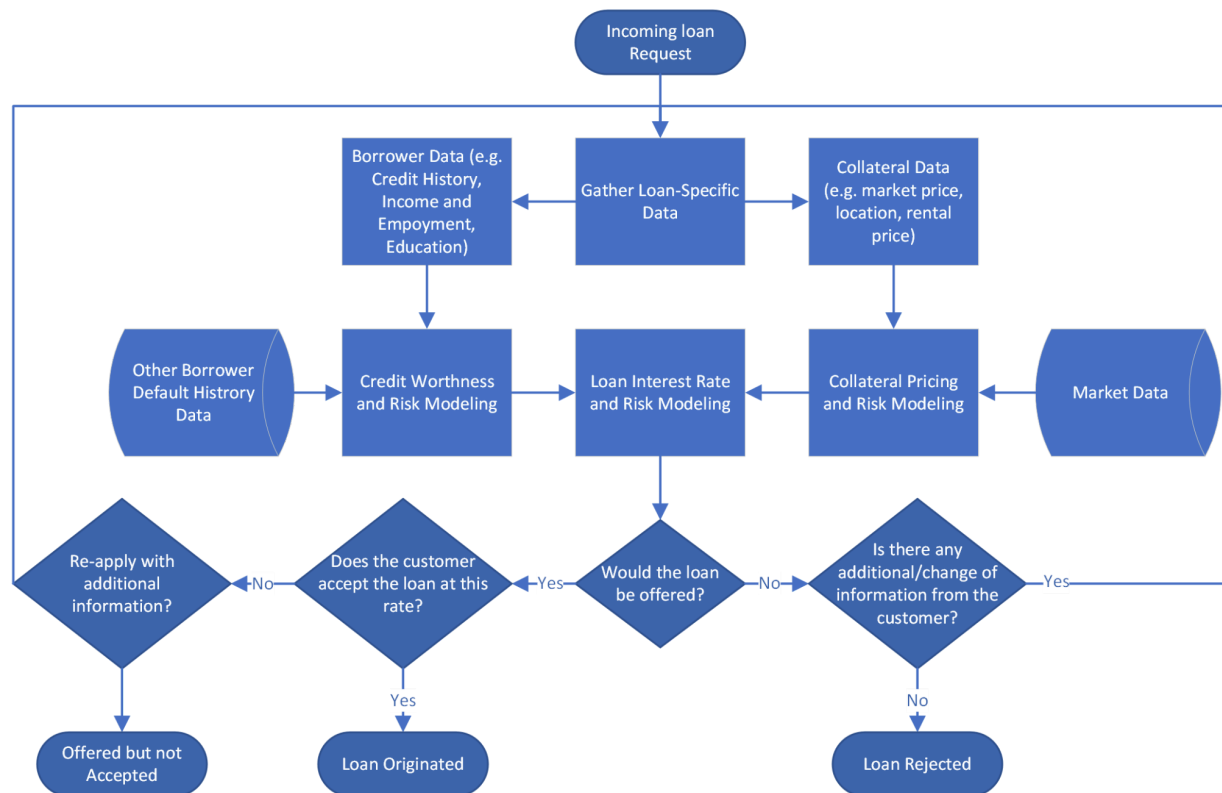 Incoming loan
Request
Borrower Data (e.g.
Credit History,
Income and
Empoyment,
Education)
Gather Loan-Specific
Data
Collateral Data
(e.g. market price,
location, rental
price)
Other Borrower
Default Histrory
Data
Credit Worthness
and Risk Modeling
Loan Interest Rate
and Risk Modeling
Collateral Pricing
and Risk Modeling
Market Data
Re-apply with
additional
information?
No
Does the customer
accept the loan at this
rate?
Yes
Would the loan
be offered?
No
Is there any
additional/change of
information from the
customer?
Yes
Yes
No
Offered but not
Accepted
Loan Originated
Loan Rejected